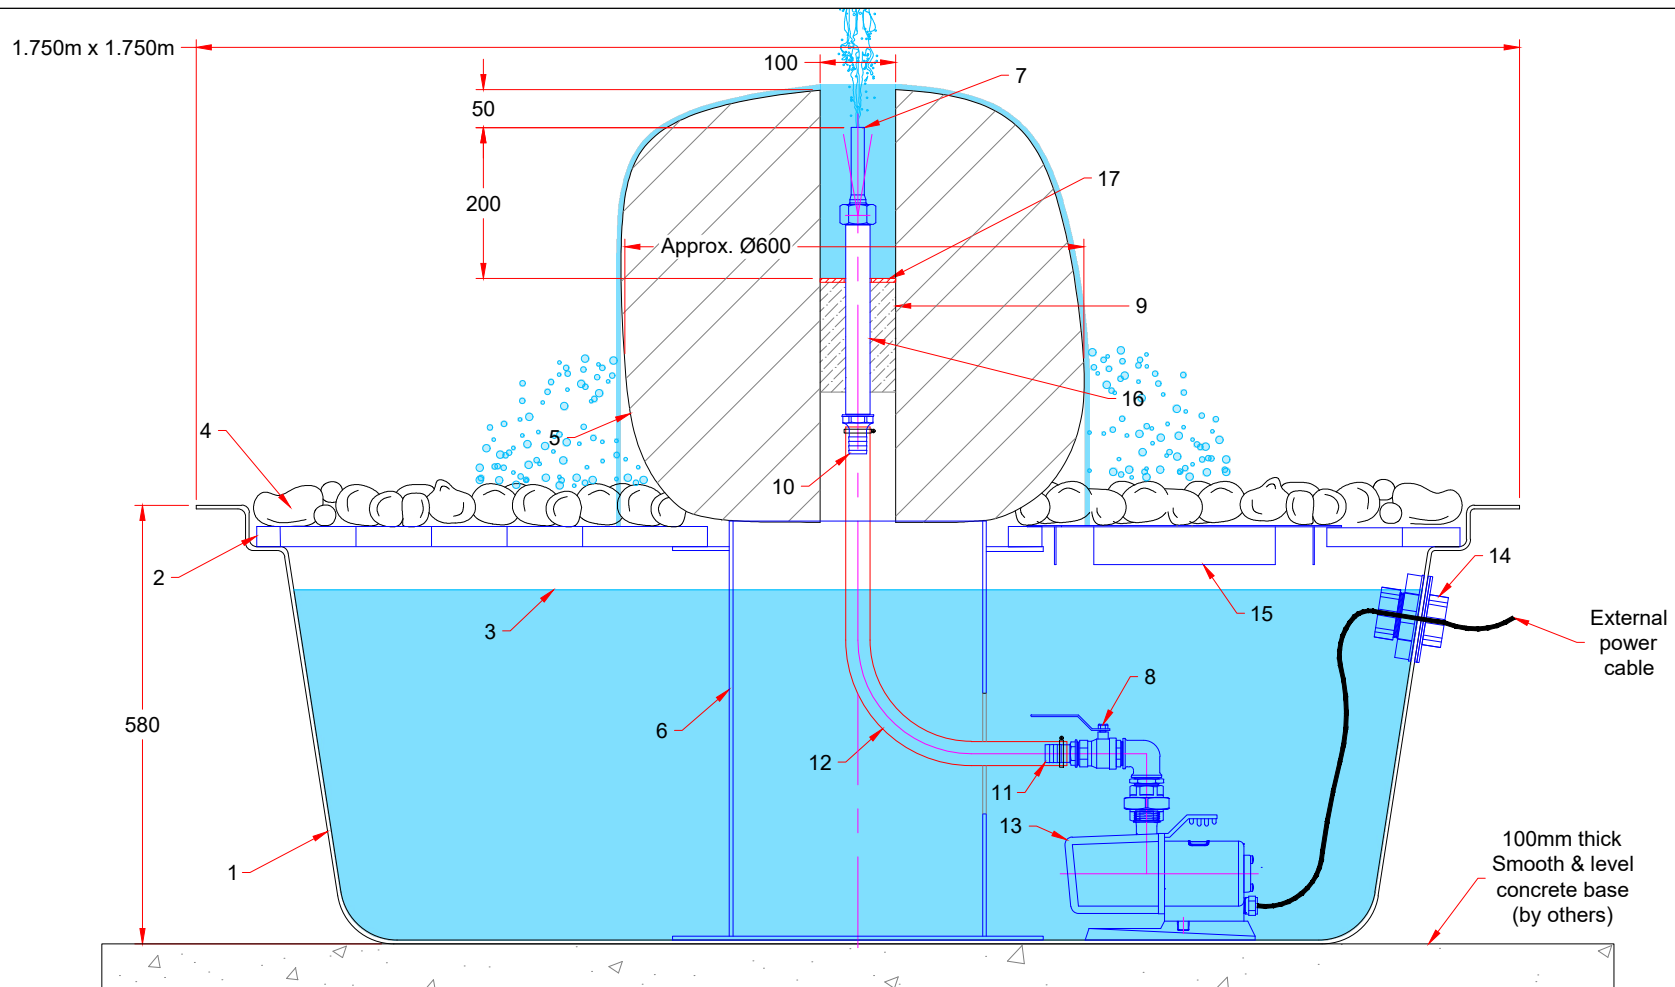 1.750m x 1.750m
100
7
50
17
200
Approx. Ø600
9
16
4
5
10
14
2
15
3
External
power
cable
8
6
580
12
11
13
100mm thick
Smooth & level
concrete base
(by others)
1